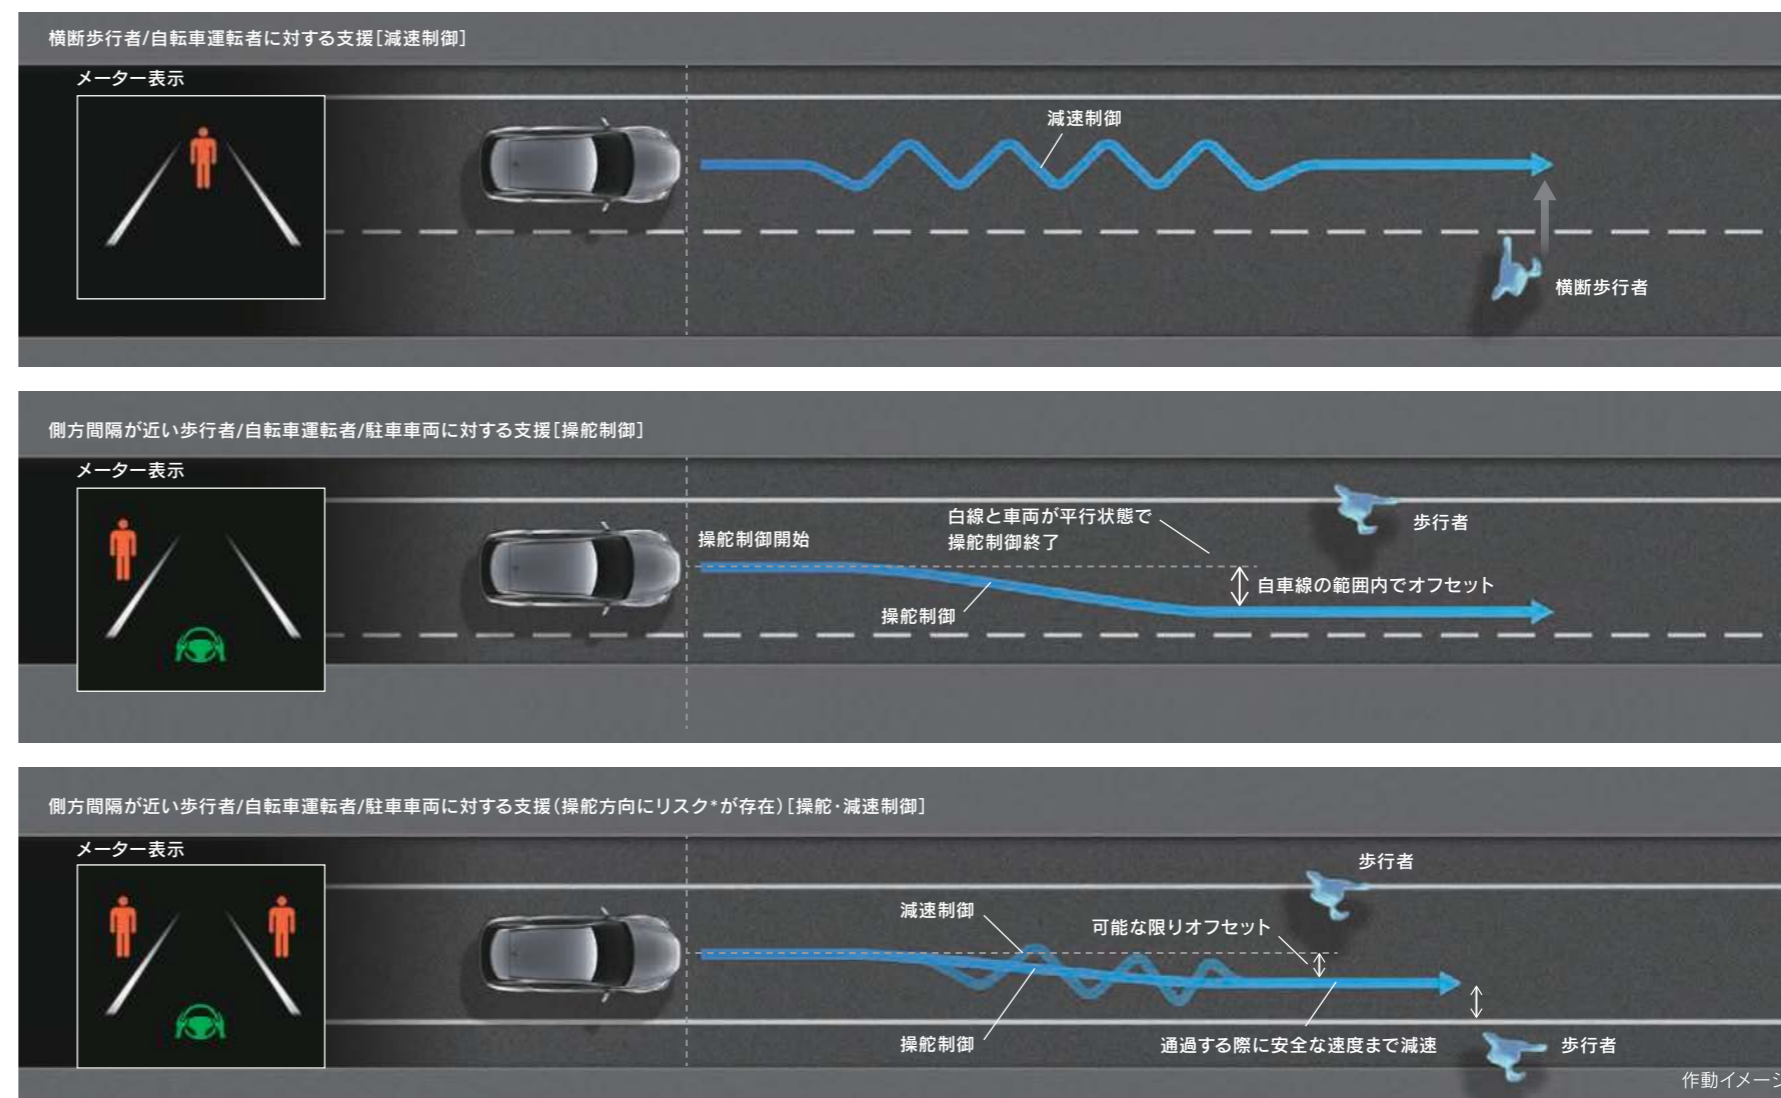 横断歩行者/自転車運転者に対する支援[減速制御]
メーター表示
減速制御
横断歩行者
側方間隔が近い歩行者/自転車運転者/駐車車両に対する支援[操舵制御]
メーター表示
操舵制御開始
白線と車両が平行状態で
操舵制御終了
歩行者
自車線の範囲内でオフセット
操舵制御
側方間隔が近い歩行者/自転車運転者/駐車車両に対する支援(操舵方向にリスク*が存在)[操舵・減速制御]
メーター表示
歩行者
減速制御
可能な限りオフセット
操舵制御
通過する際に安全な速度まで減速
歩行者
作動イメージ